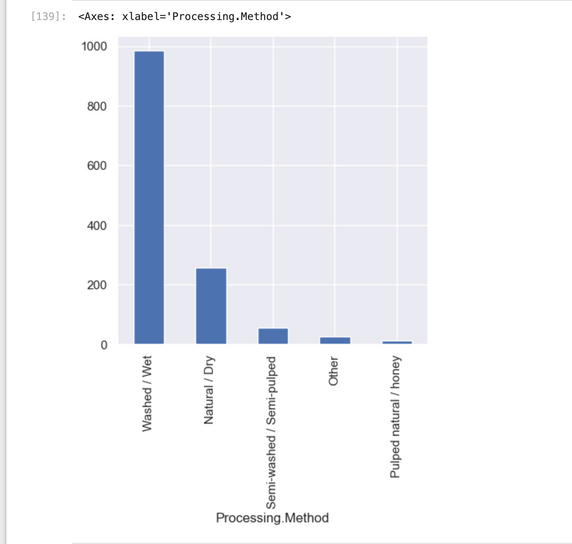 [139]: <Axes: xlabel='Processing.Method'>
1000
800
600
400
200
0
Washed / Wet
Natural / Dry
Semi-washed / Semi-pulped
Other
Pulped natural / honey
Processing.Method